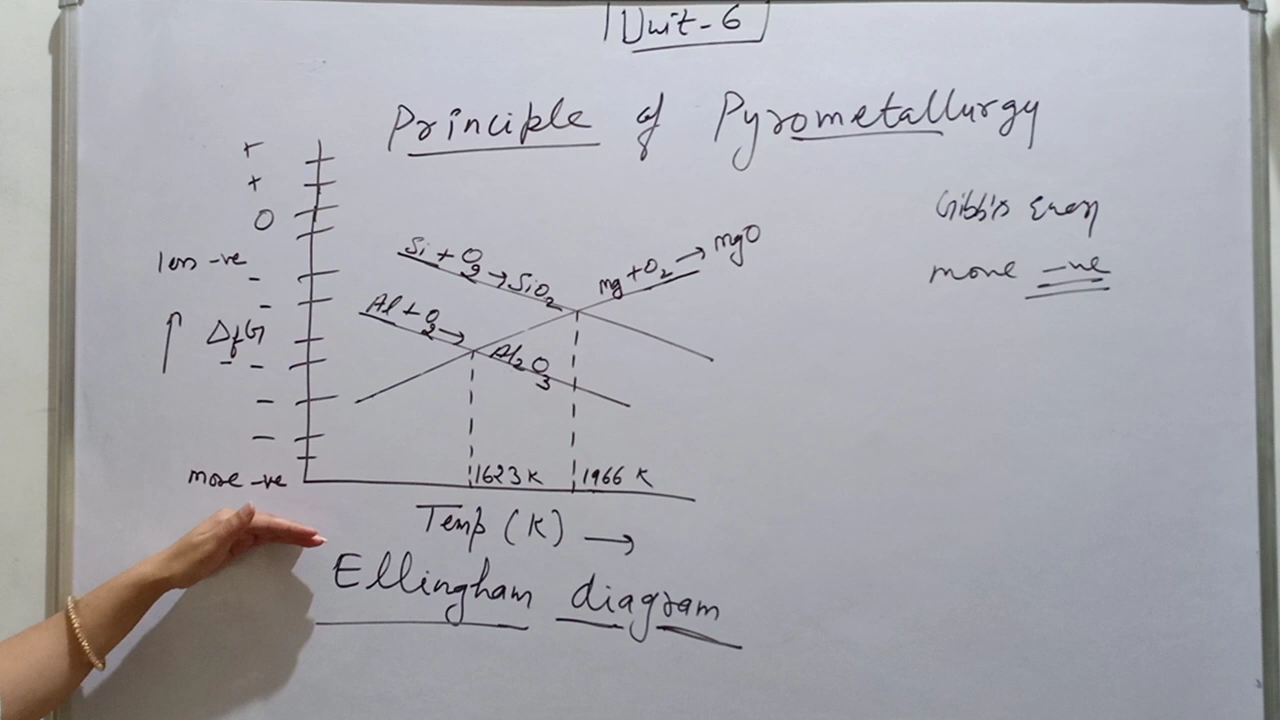 Unit-6
Principle of Pyrometallurgy
+
+
0
less -ve
-
-
ΔfG
- -
-
-
more -ve
Si + O2 → SiO2
Mg + O2 → MgO
Al + O2 → Al2O3
1623 K
1966 K
Temp (K) →
Ellingham diagram
Gibb's
more -ve